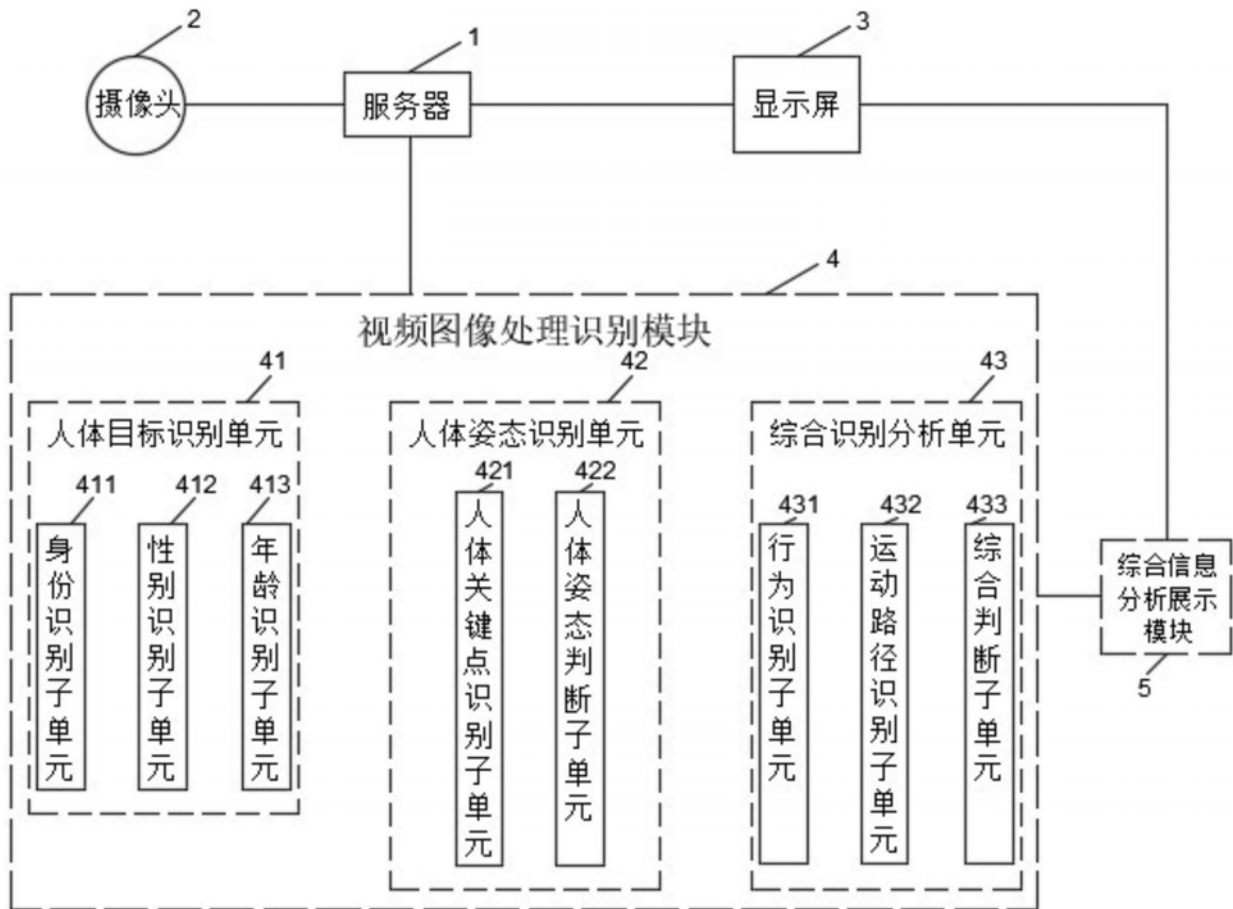 2
1
3
摄像头
服务器
显示屏
4
视频图像处理识别模块
41
42
43
人体目标识别单元
人体姿态识别单元
综合识别分析单元
411
412
413
421
422
431
432
433
身份识别子单元
性别识别子单元
年龄识别子单元
人体关键点识别子单元
人体姿态判断子单元
行为识别子单元
运动路径识别子单元
综合判断子单元
综合信息
分析展示
模块
5